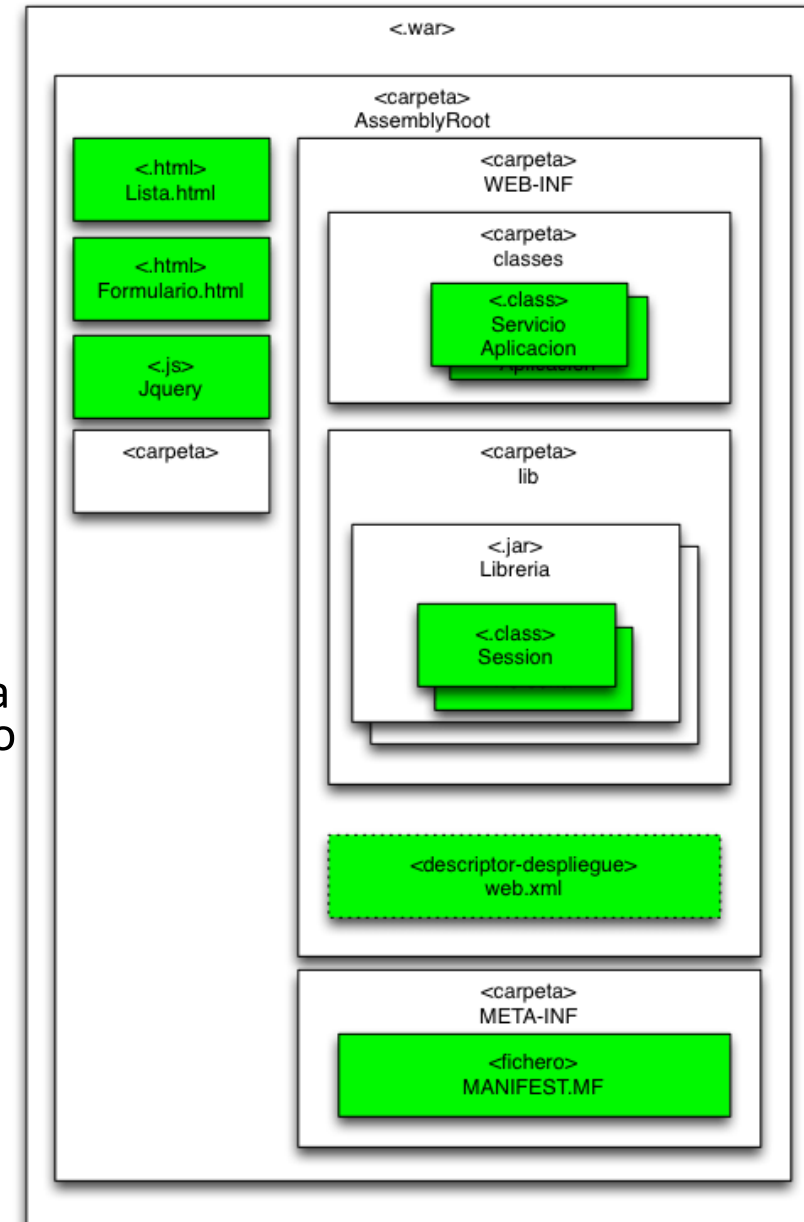 <.war>
<carpeta>
AssemblyRoot
<.html>
Lista.html
<.html>
Formulario.html
<.js>
Jquery
<carpeta>
<carpeta>
WEB-INF
<carpeta>
classes
<.class>
Servicio
Aplicacion
Aplicacion
<carpeta>
lib
<.jar>
Libreria
<.class>
Session
<descriptor-despliegue>
web.xml
<carpeta>
META-INF
<fichero>
MANIFEST.MF
a
o